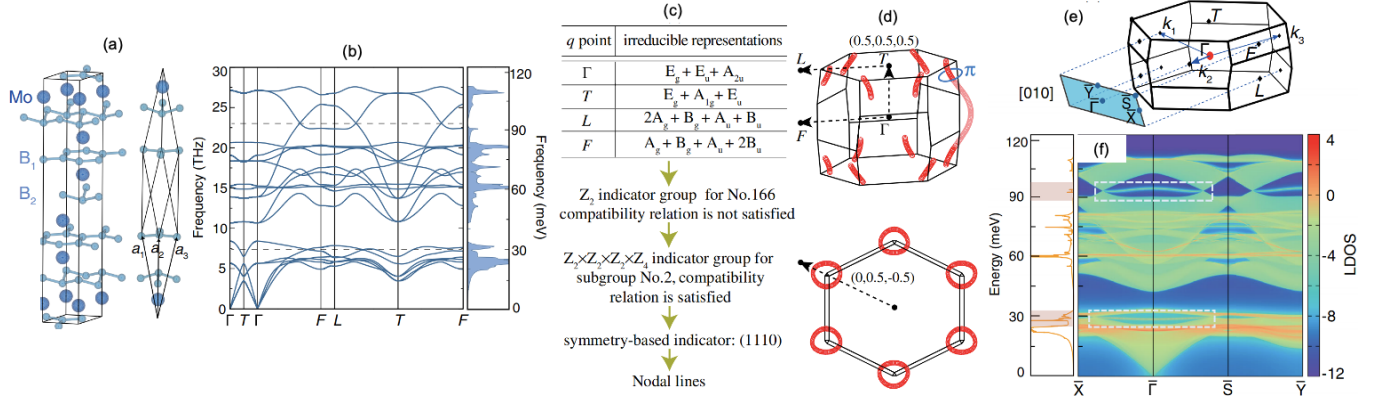 (a)
Mo
B1
B2
a1 a2 a3
(b)
Frequency (THz)
30
25
20
15
10
5
0
Γ T Γ F L T F
120
90
60
30
0
Frequency (meV)
(c)
q point irreducible representations
Γ Eg + Eu + A2u
T Eg + A1g + Eu
L 2Ag + Bg + Au + Bu
F Ag + Bg + Au + 2Bu
Z2 indicator group for No.166
compatibility relation is not satisfied
Z2×Z2×Z2×Z4 indicator group for
subgroup No.2, compatibility
relation is satisfied
symmetry-based indicator: (1110)
Nodal lines
(d)
(0.5,0.5,0.5)
L T
π
F Γ
(0,0.5,-0.5)
(e)
T
k1 Γ k3
F
k2
L
[010]
Y̅
Γ̅ S̅
X̅
(f)
Energy (meV)
120
90
60
30
0
X̅ Γ̅ S̅ Y̅
4
0
-4
-8
-12
LDOS